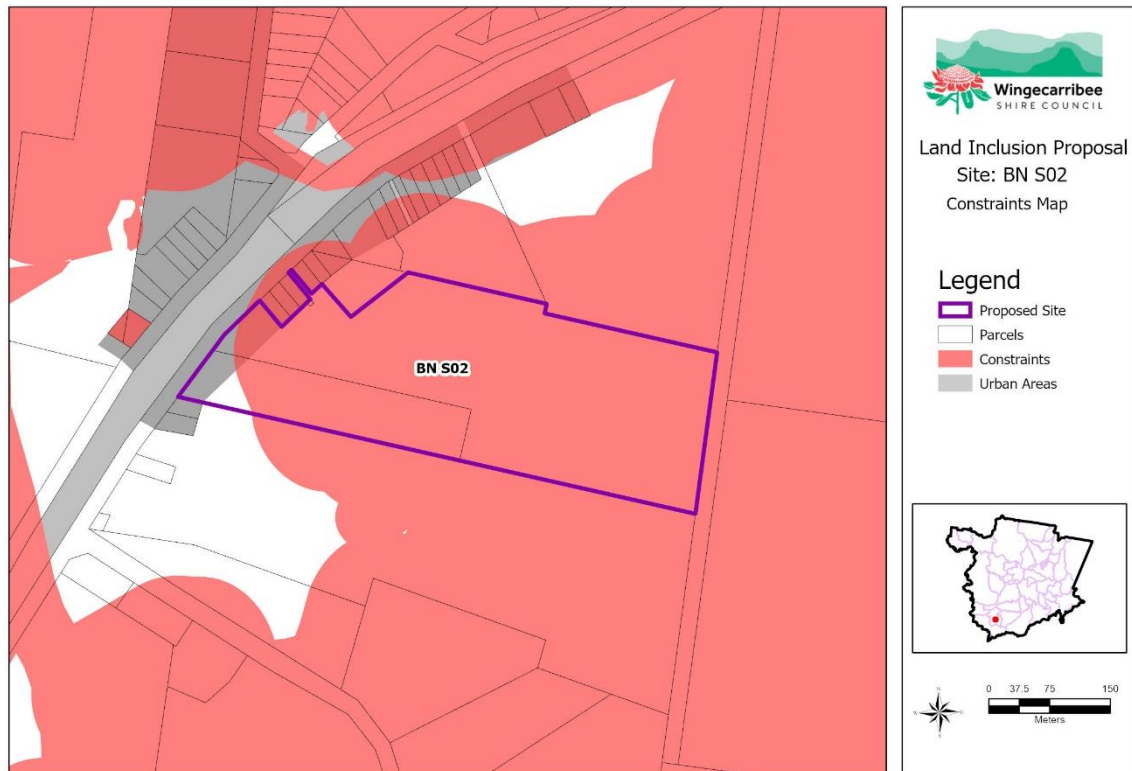 BN S02
Wingecarribee
SHIRE COUNCIL
Land Inclusion Proposal
Site: BN S02
Constraints Map
Legend
Proposed Site
Parcels
Constraints
Urban Areas
N
W E
S
0 37.5 75 150
Meters